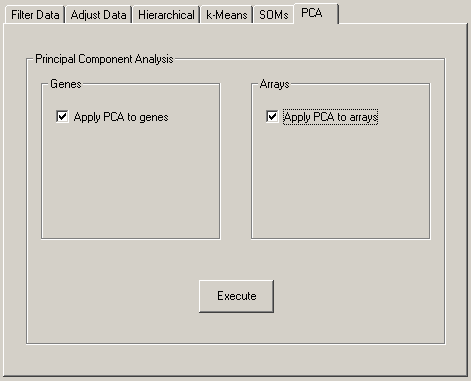 Filter Data Adjust Data Hierarchical k-Means SOMs PCA
Principal Component Analysis
Genes Arrays
Apply PCA to genes Apply PCA to arrays
Execute